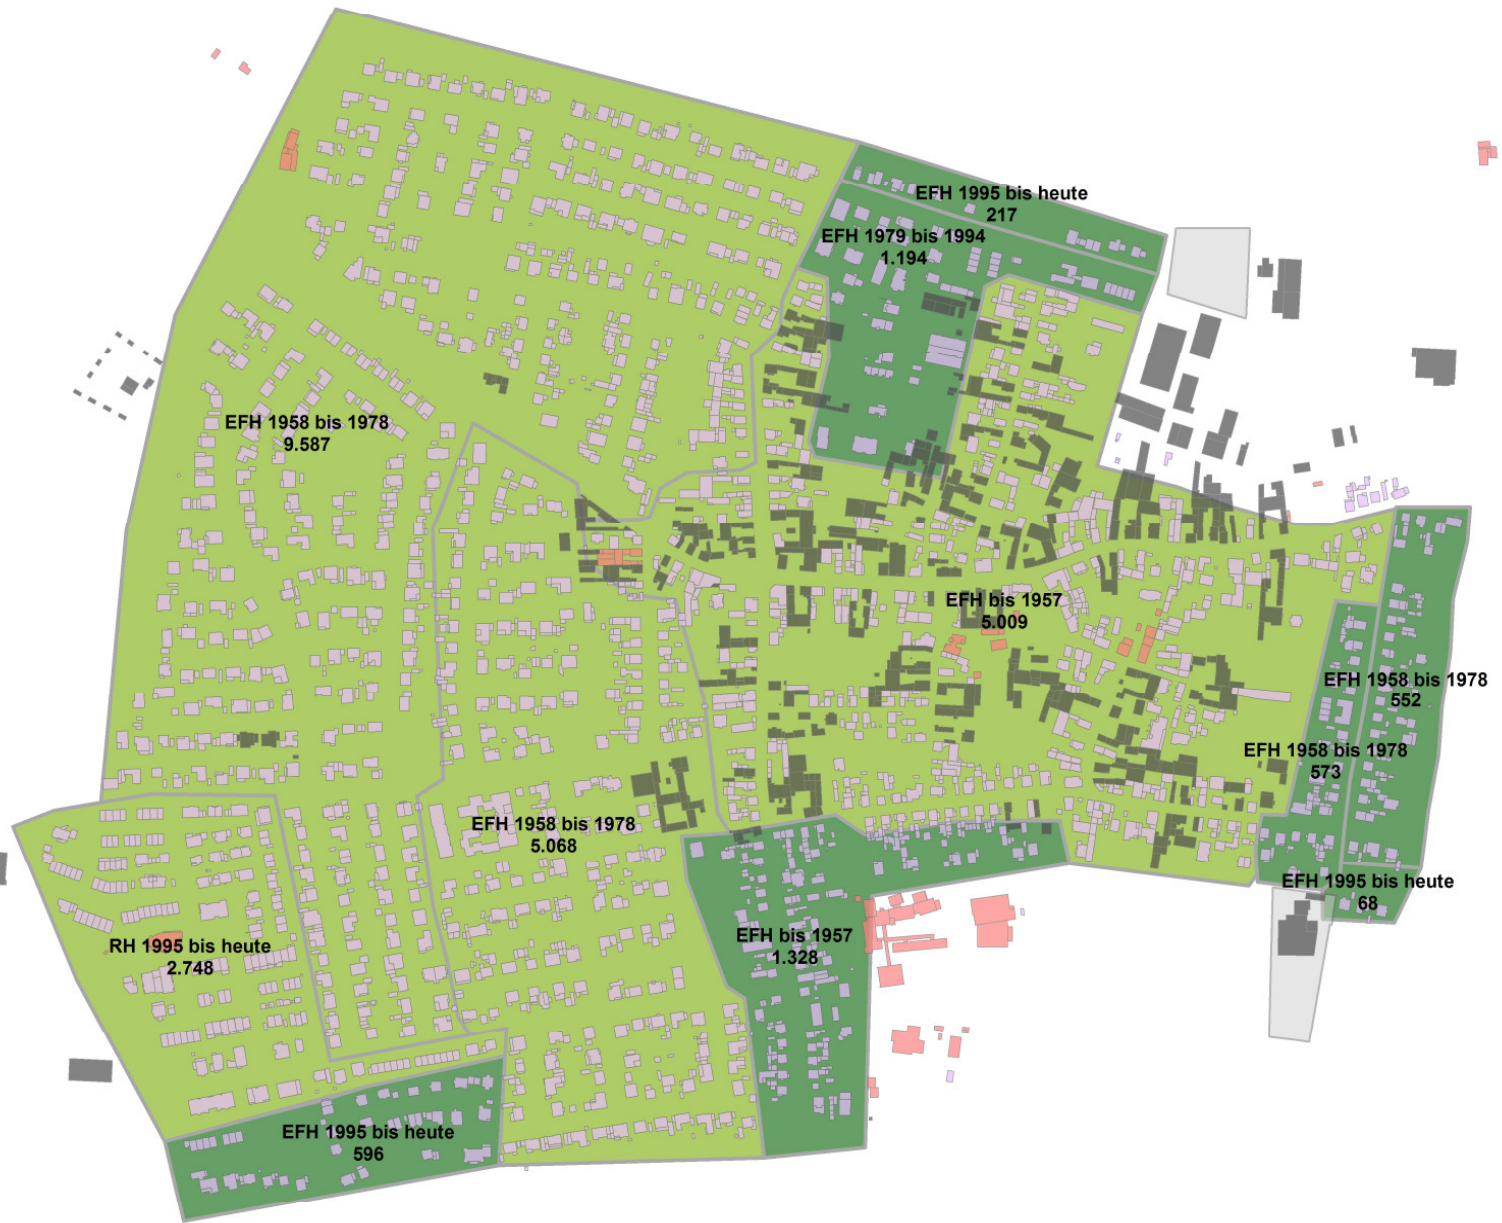 EFH 1995 bis heute
217
EFH 1979 bis 1994
1.194
EFH 1958 bis 1978
9.587
EFH bis 1957
5.009
EFH 1958 bis 1978
552
EFH 1958 bis 1978
573
EFH 1958 bis 1978
5.068
EFH 1995 bis heute
68
EFH bis 1957
1.328
RH 1995 bis heute
2.748
EFH 1995 bis heute
596